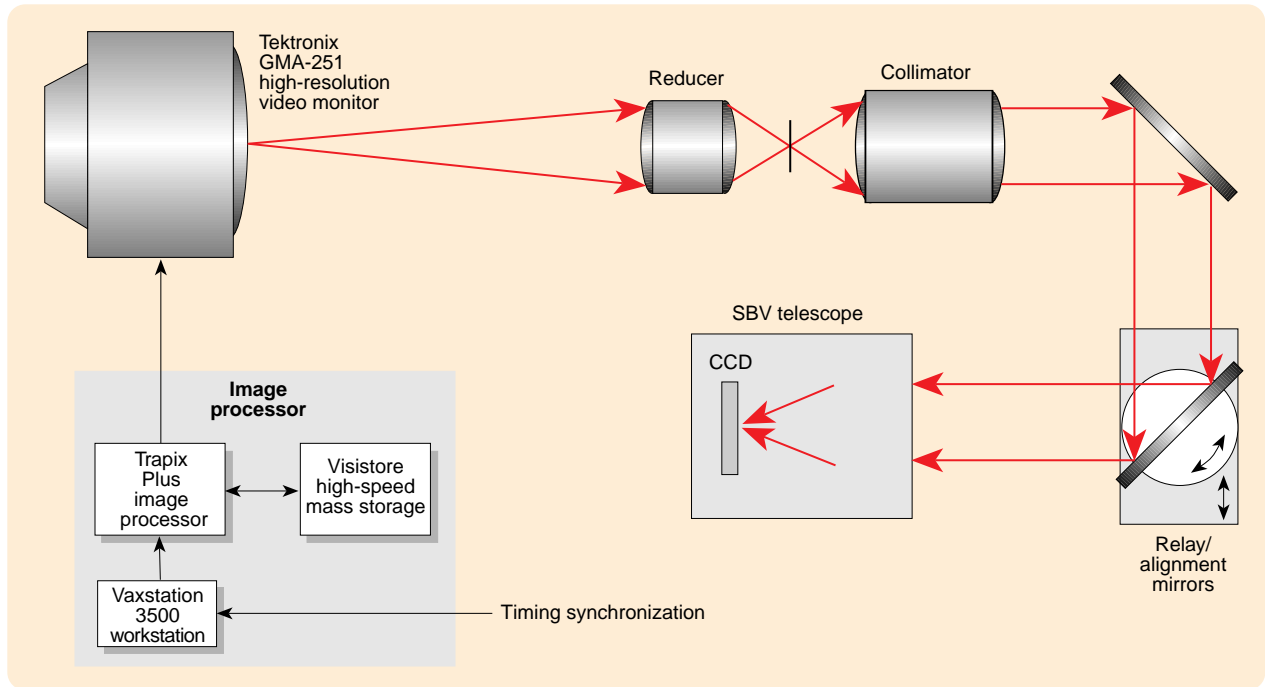 Tektronix
GMA-251
high-resolution
video monitor
Reducer
Collimator
SBV telescope
CCD
Image
processor
Trapix
Plus
image
processor
Visistore
high-speed
mass storage
Vaxstation
3500
workstation
Timing synchronization
Relay/
alignment
mirrors